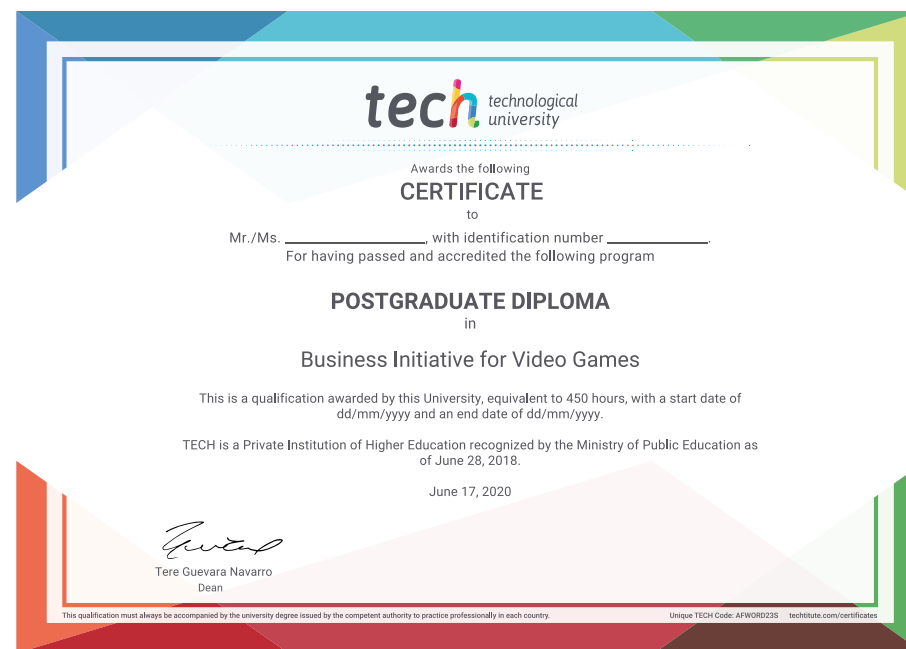 tech technological
university
Awards the following
CERTIFICATE
to
Mr./Ms. ____________________, with identification number ______________.
For having passed and accredited the following program
POSTGRADUATE DIPLOMA
in
Business Initiative for Video Games
This is a qualification awarded by this University, equivalent to 450 hours, with a start date of
dd/mm/yyyy and an end date of dd/mm/yyyy.
TECH is a Private Institution of Higher Education recognized by the Ministry of Public Education as
of June 28, 2018.
June 17, 2020
Tere Guevara Navarro
Dean
This qualification must always be accompanied by the university degree issued by the competent authority to practice professionally in each country. Unique TECH Code: AFWORD23S techtitute.com/certificates